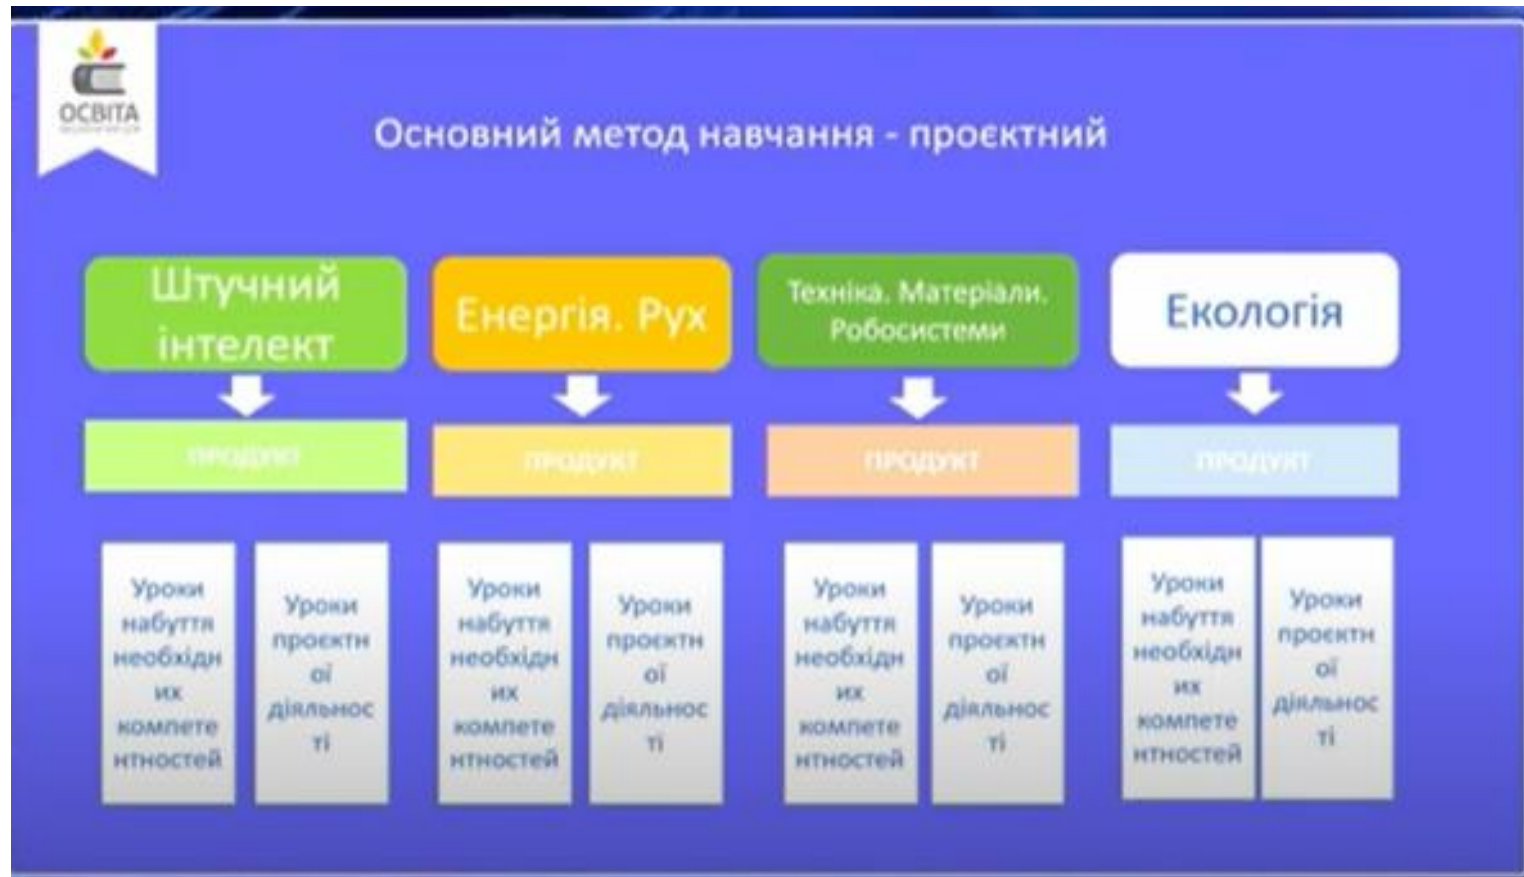 ОСВІТА
Основний метод навчання - проєктний
Штучний
інтелект
Енергія. Рух
Техніка. Матеріали.
Робосистеми
Екологія
ПРОДУКТ
ПРОДУКТ
ПРОДУКТ
ПРОДУКТ
Уроки
набуття
необхідн
их
компете
нтностей
Уроки
проєктн
ої
діяльнос
ті
Уроки
набуття
необхідн
их
компете
нтностей
Уроки
проєктн
ої
діяльнос
ті
Уроки
набуття
необхідн
их
компете
нтностей
Уроки
проєктн
ої
діяльнос
ті
Уроки
набуття
необхідн
их
компете
нтностей
Уроки
проєктн
ої
діяльнос
ті